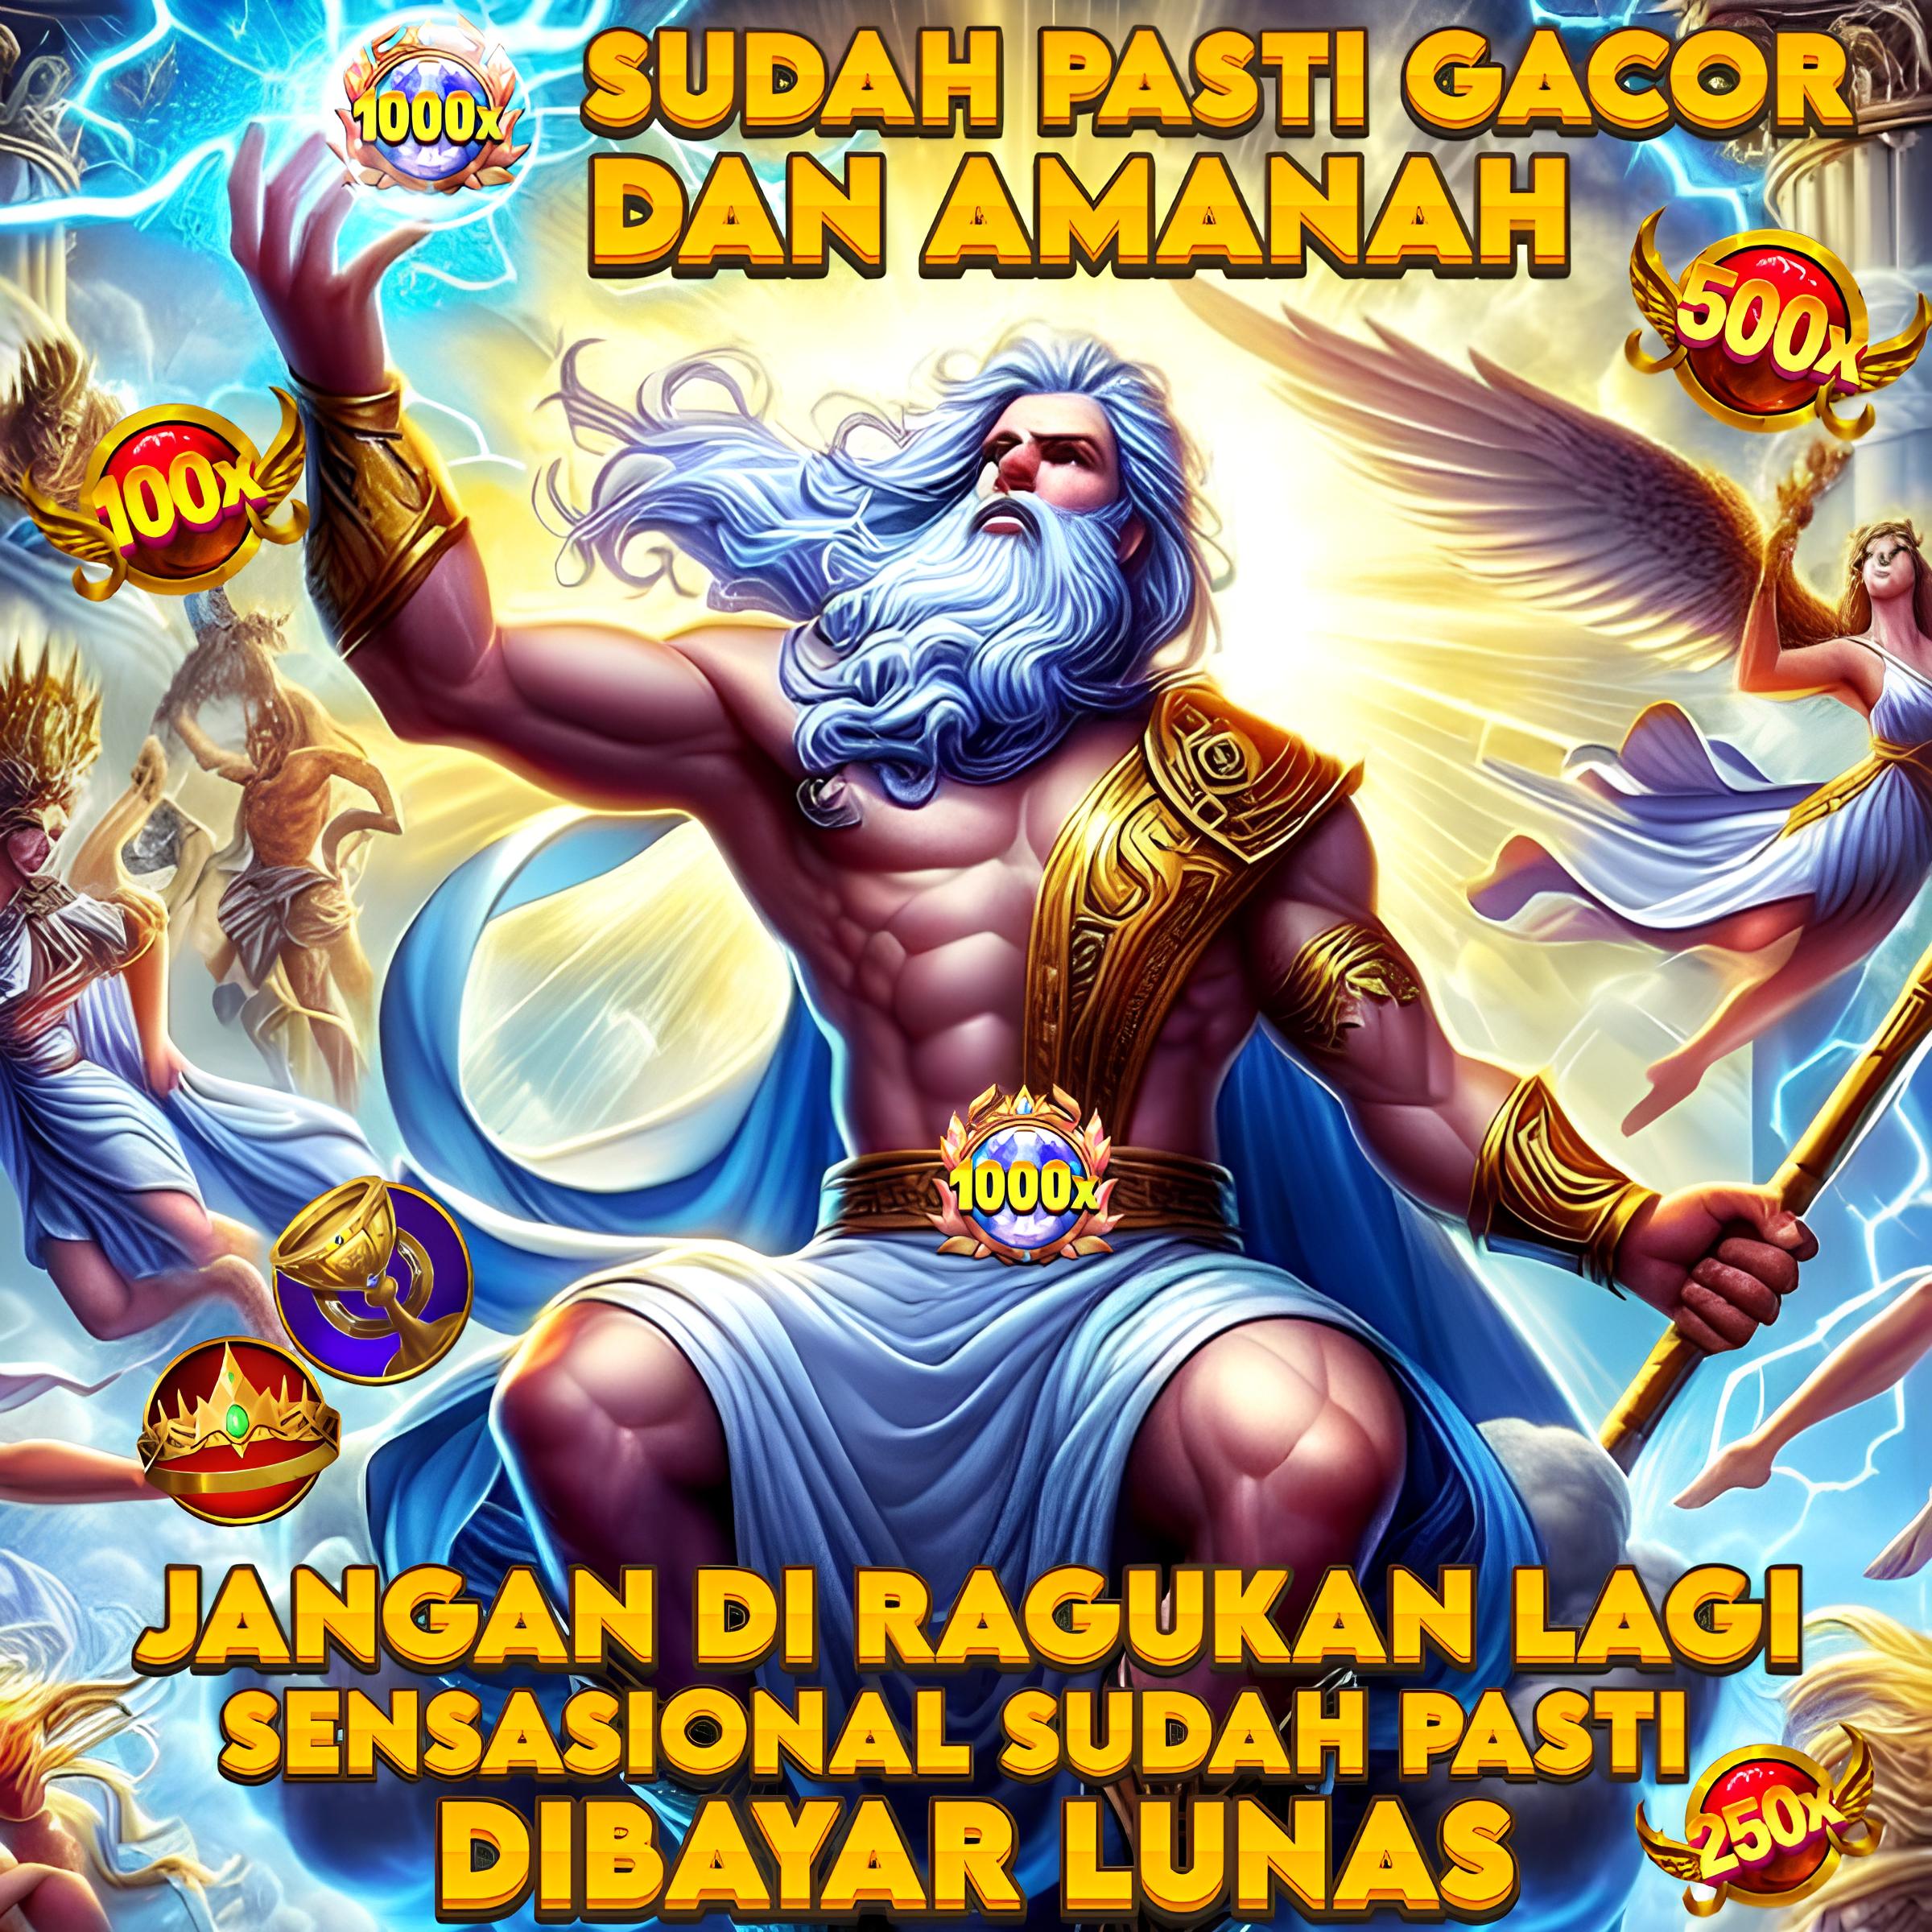 1000x
SUDAH PASTI GACOR
DAN AMANAH
500x
100x
1000x
JANGAN DI RAGUKAN LAGI
SENSASIONAL SUDAH PASTI
DIBAYAR LUNAS
250x